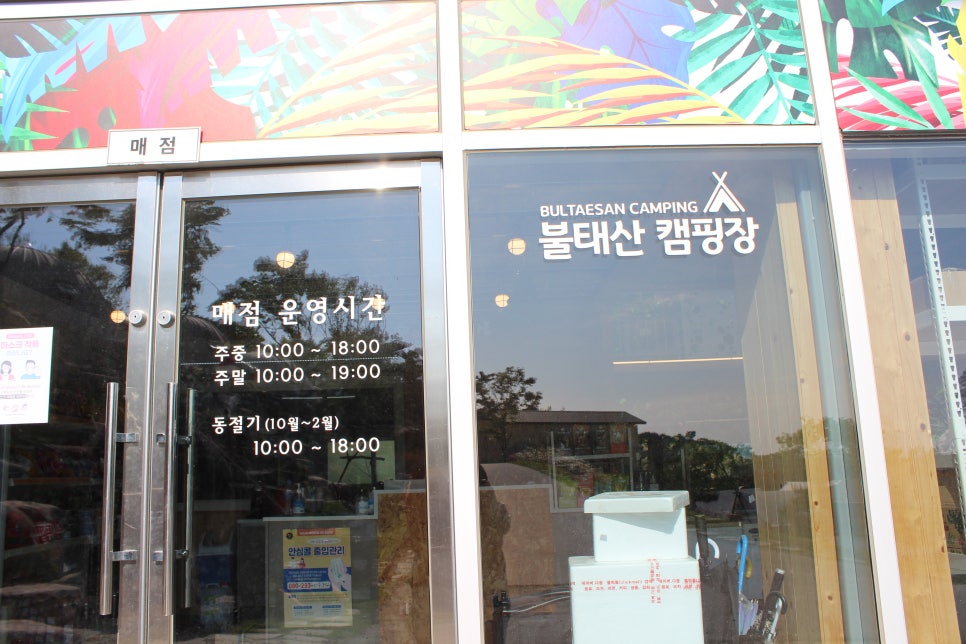 매 점
BULTAESAN CAMPING
불태산 캠핑장
매점 운영시간
주중 10:00 ~ 18:00
주말 10:00 ~ 19:00
동절기 (10월~2월)
10:00 ~ 18:00
안심콜 출입관리